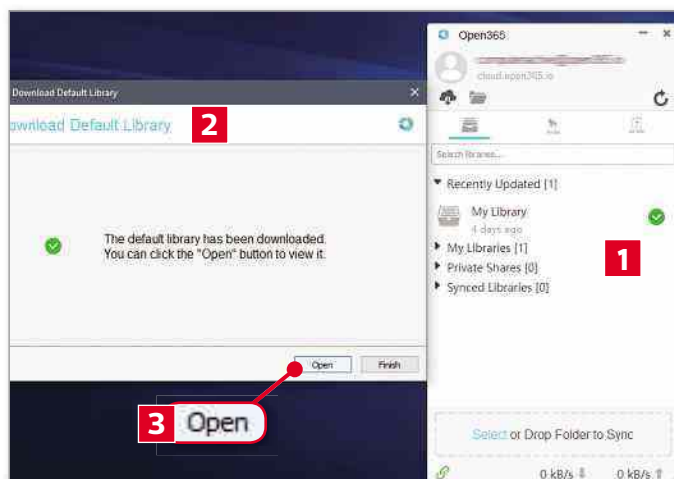 Download Default Library
ownload Default Library
2
The default library has been downloaded.
You can click the "Open" button to view it.
Open
Finish
3
Open
Open365
cloud.open365.io
Search libraries...
Recently Updated [1]
My Library
4 days ago
My Libraries [1]
1
Private Shares [0]
Synced Libraries [0]
Select or Drop Folder to Sync
0 kB/s
0 kB/s